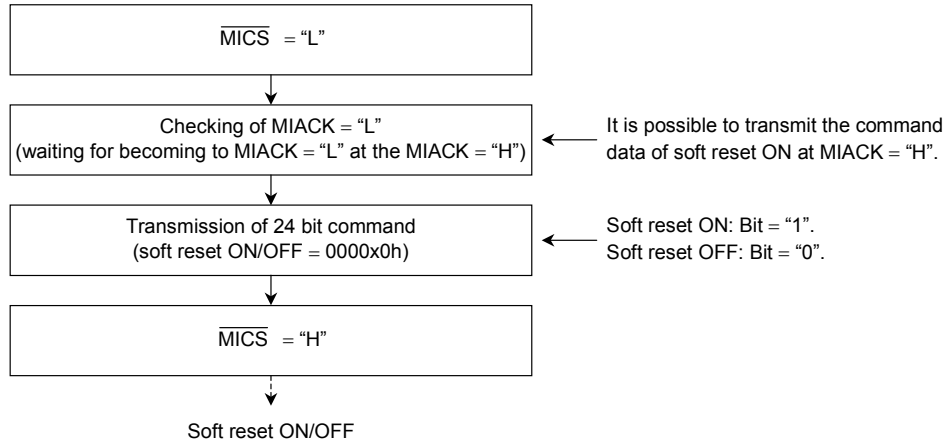 MICS = “L”
Checking of MIACK = “L”
(waiting for becoming to MIACK = “L” at the MIACK = “H”)
It is possible to transmit the command
data of soft reset ON at MIACK = “H”.
Transmission of 24 bit command
(soft reset ON/OFF = 0000x0h)
Soft reset ON: Bit = “1”.
Soft reset OFF: Bit = “0”.
MICS = “H”
Soft reset ON/OFF